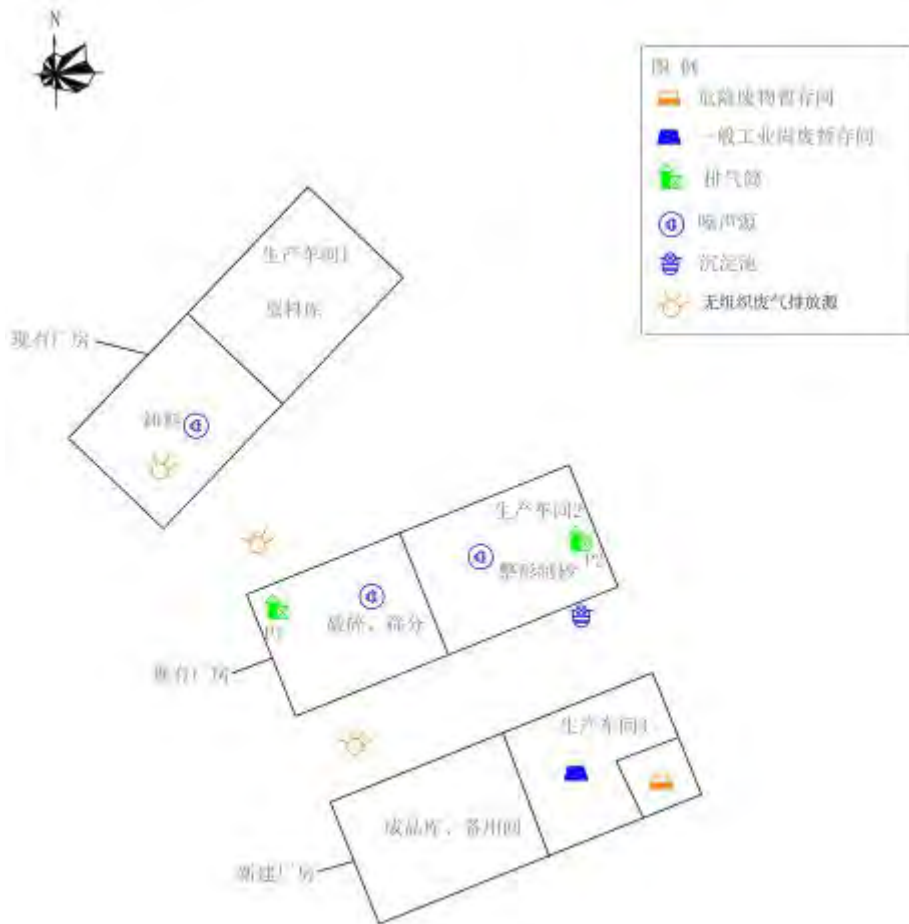 N
图 例
危险废物暂存间
一般工业固废暂存间
排气筒
噪声源
沉淀池
无组织废气排放源
生产车间1
原料库
现有厂房
卸料
生产车间2
P2
整形制砂
P1
破碎、筛分
现有厂房
生产车间3
成品库、备用间
新建厂房